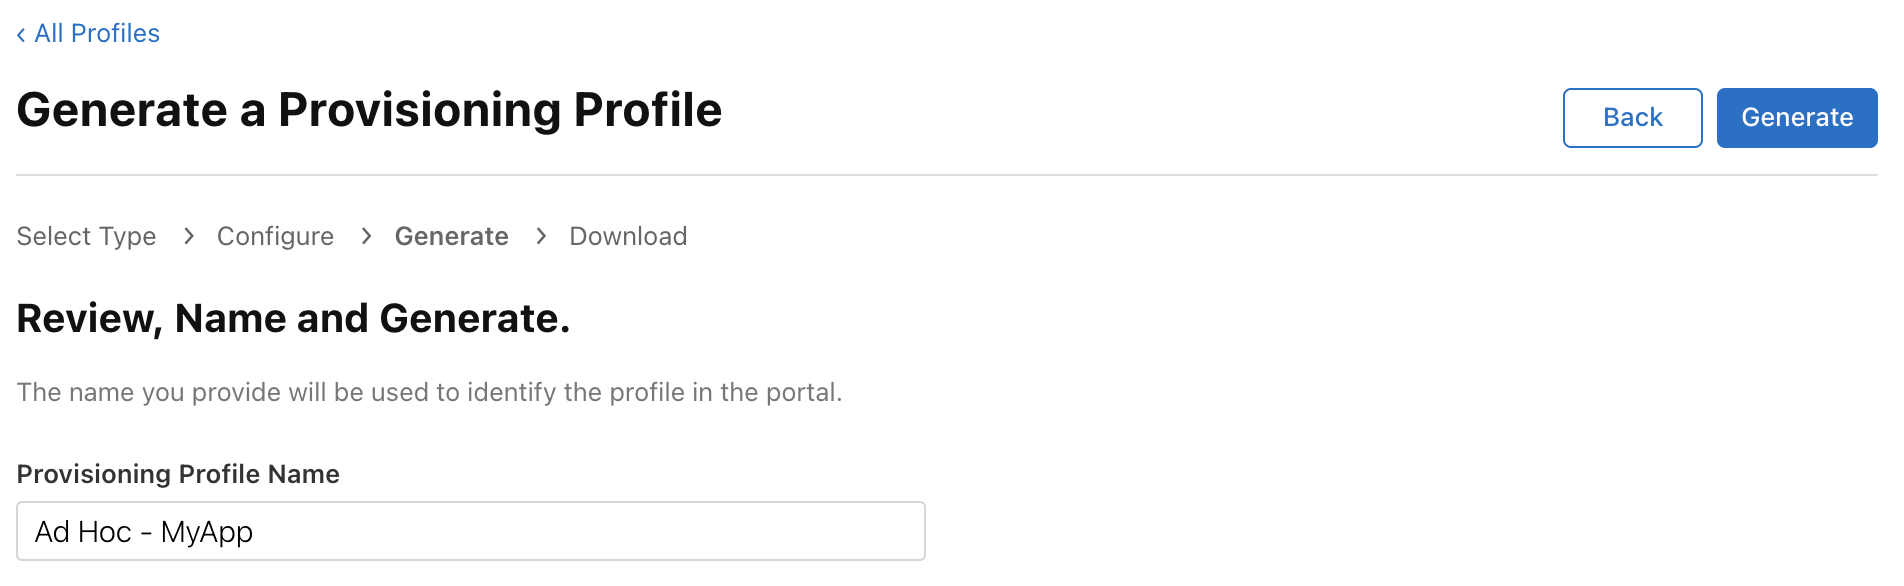 ‹ All Profiles
Generate a Provisioning Profile
Back
Generate
Select Type > Configure > Generate > Download
Review, Name and Generate.
The name you provide will be used to identify the profile in the portal.
Provisioning Profile Name
Ad Hoc - MyApp